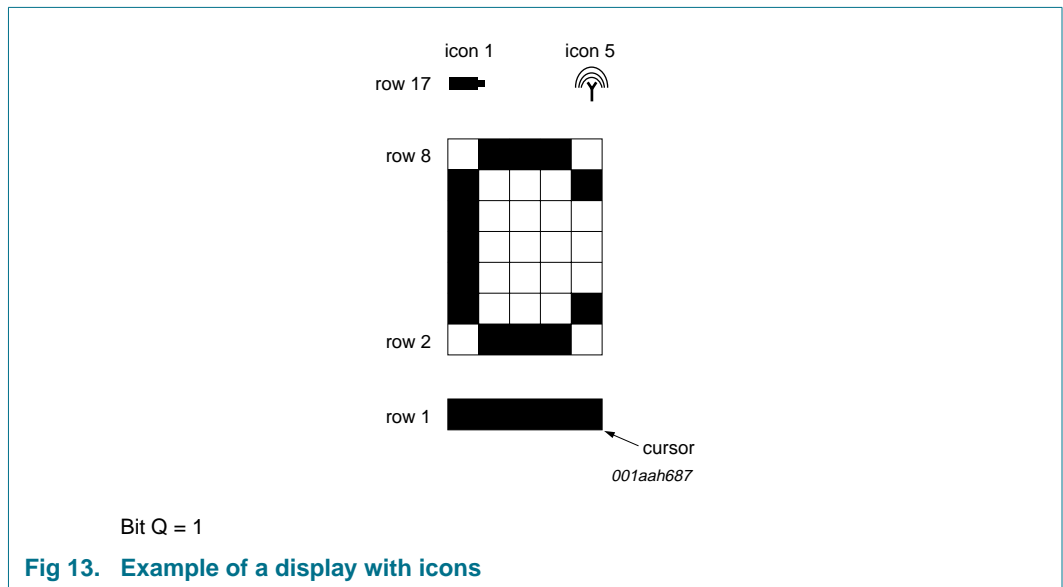 icon 1 icon 5
row 17
row 8
row 2
row 1
cursor
001aah687
Bit Q = 1
Fig 13. Example of a display with icons